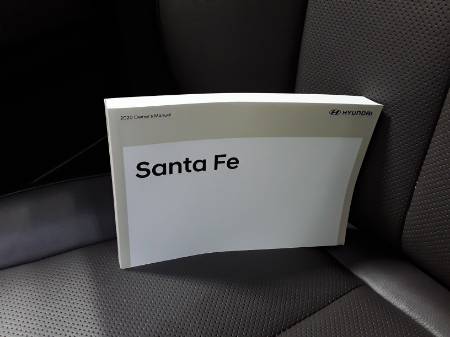 2020 Owner's Manual
HYUNDAI
Santa Fe